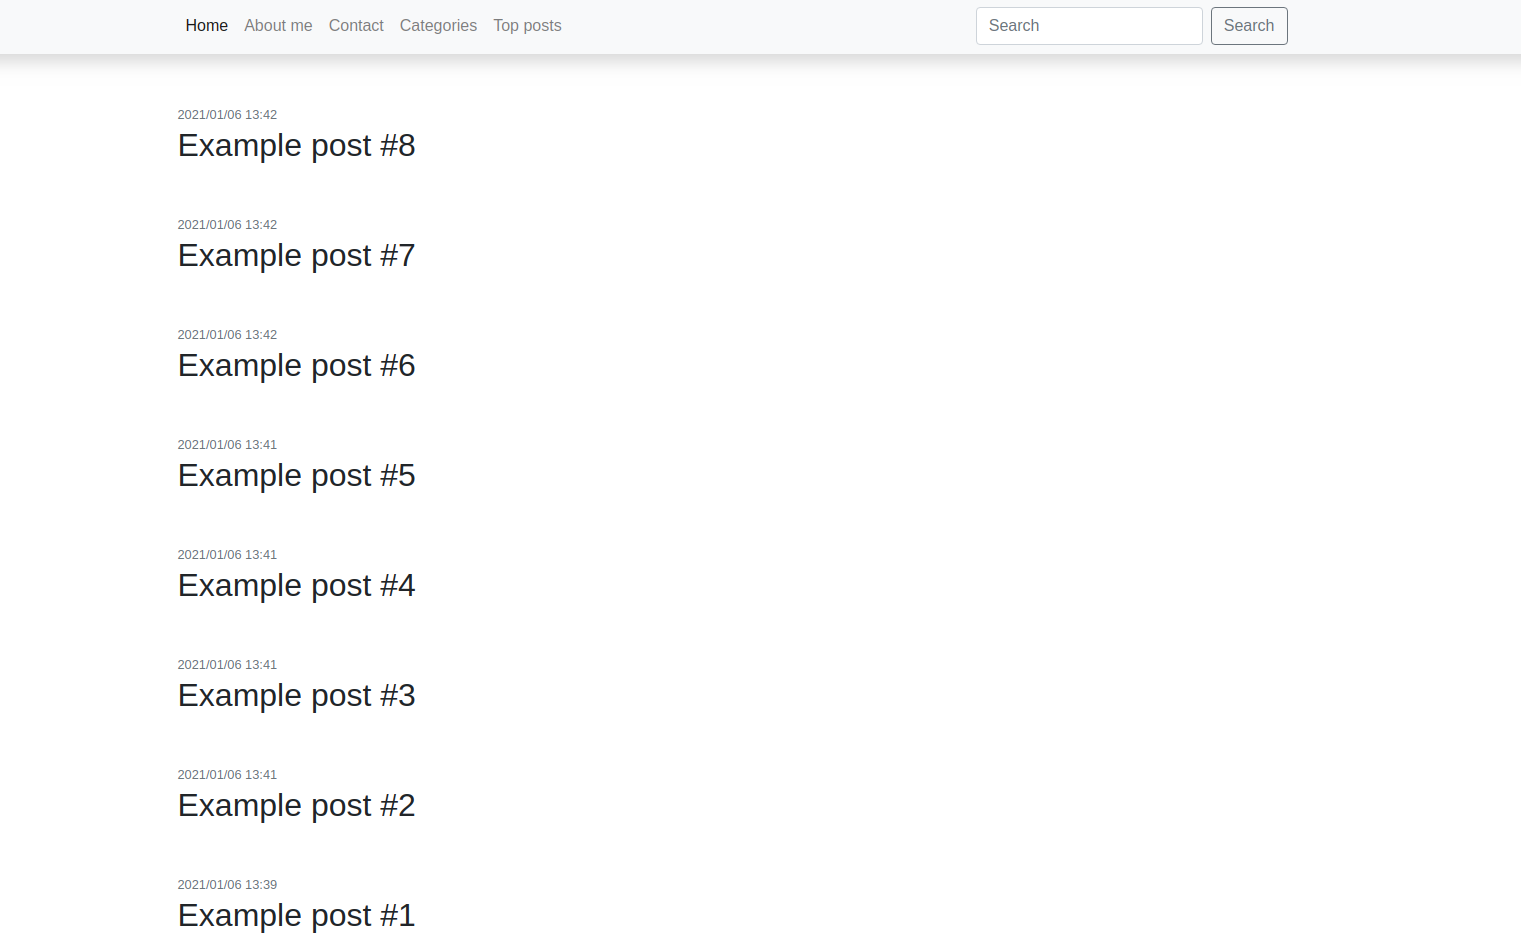 Home About me Contact Categories Top posts Search Search
2021/01/06 13:42
Example post #8
2021/01/06 13:42
Example post #7
2021/01/06 13:42
Example post #6
2021/01/06 13:41
Example post #5
2021/01/06 13:41
Example post #4
2021/01/06 13:41
Example post #3
2021/01/06 13:41
Example post #2
2021/01/06 13:39
Example post #1